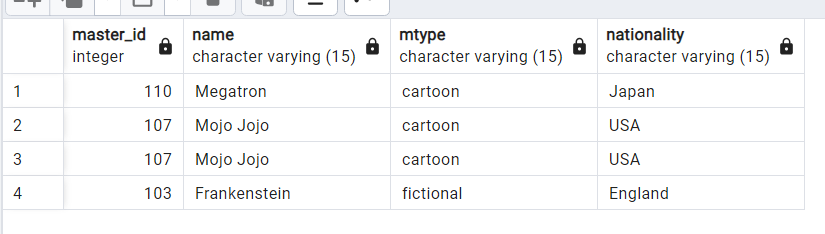 master_id name mtype nationality
integer character varying (15) character varying (15) character varying (15)
1 110 Megatron cartoon Japan
2 107 Mojo Jojo cartoon USA
3 107 Mojo Jojo cartoon USA
4 103 Frankenstein fictional England